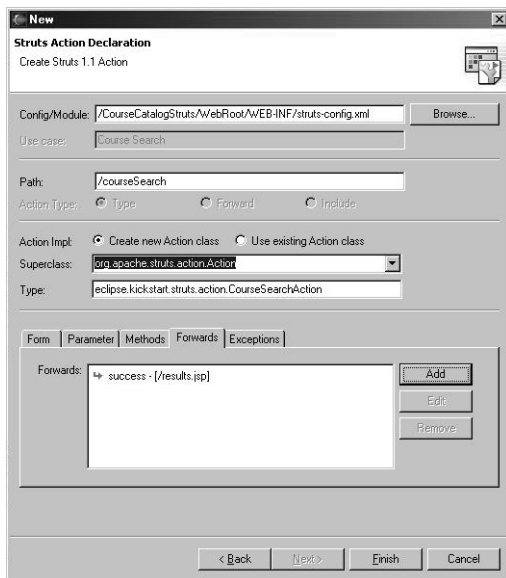 New
Struts Action Declaration
Create Struts 1.1 Action
Config/Module: /CourseCatalogStruts/WebRoot/WEB-INF/struts-config.xml Browse...
Use case: Course Search
Path: /courseSearch
Action Type: Type Forward Include
Action Impl: Create new Action class Use existing Action class
Superclass: org.apache.struts.action.Action
Type: eclipse.kickstart.struts.action.CourseSearchAction
Form Parameter Methods Forwards Exceptions
Forwards: success - [/results.jsp] Add
Edit
Remove
< Back Next > Finish Cancel